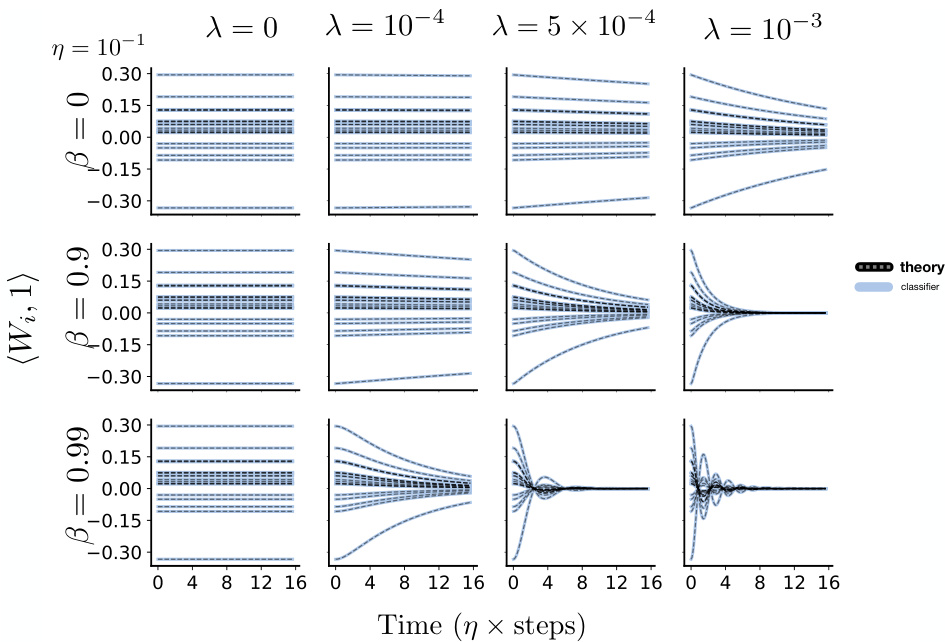 λ = 0 λ = 10⁻⁴ λ = 5 × 10⁻⁴ λ = 10⁻³
η = 10⁻¹
β = 0
0.30
0.15
0.00
−0.15
−0.30
β = 0.9
0.30
0.15
0.00
−0.15
−0.30
⟨Wᵢ, 1⟩
theory
classifier
β = 0.99
0.30
0.15
0.00
−0.15
−0.30
0 4 8 12 16 0 4 8 12 16 0 4 8 12 16 0 4 8 12 16
Time (η × steps)